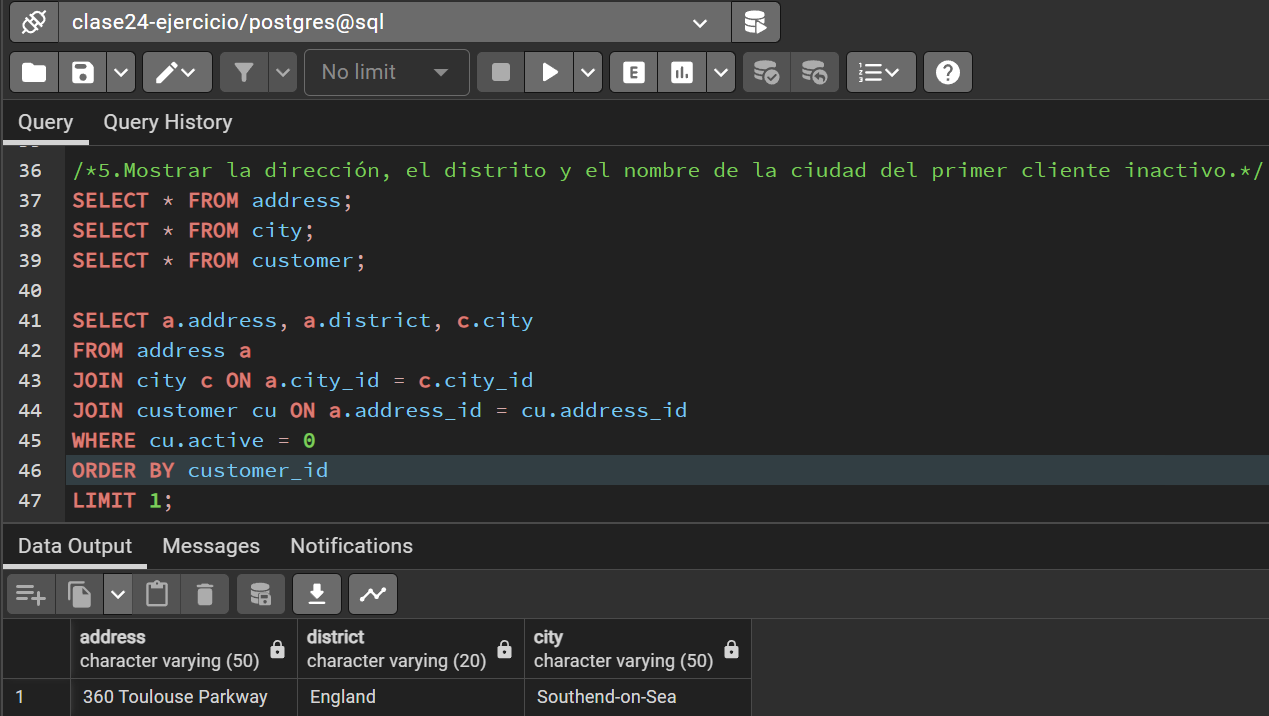 clase24-ejercicio/postgres@sql
No limit
E
Query Query History
36 /*5.Mostrar la dirección, el distrito y el nombre de la ciudad del primer cliente inactivo.*/
37 SELECT * FROM address;
38 SELECT * FROM city;
39 SELECT * FROM customer;
40
41 SELECT a.address, a.district, c.city
42 FROM address a
43 JOIN city c ON a.city_id = c.city_id
44 JOIN customer cu ON a.address_id = cu.address_id
45 WHERE cu.active = 0
46 ORDER BY customer_id
47 LIMIT 1;
Data Output Messages Notifications
address district city
character varying (50) character varying (20) character varying (50)
1 360 Toulouse Parkway England Southend-on-Sea